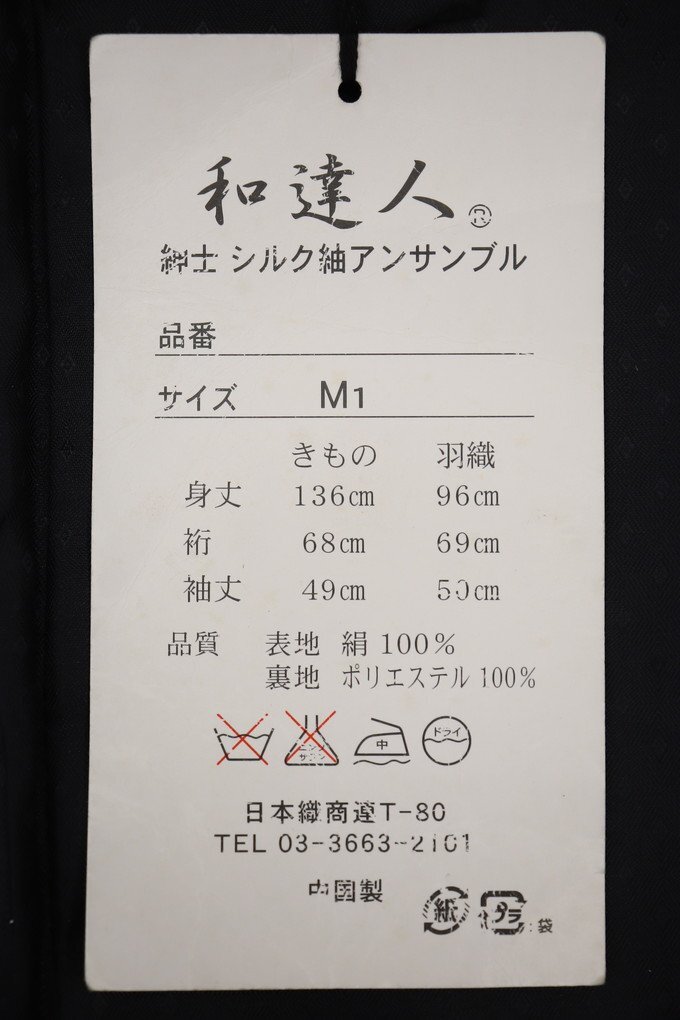 和達人®
紳士 シルク紬アンサンブル
品番
サイズ M1
きもの 羽織
身丈 136cm 96cm
裄 68cm 69cm
袖丈 49cm 50cm
品質 表地 絹 100%
裏地 ポリエステル 100%
中 ドライ
日本織商連T-80
TEL 03-3663-2101
中国製
紙 プラ :袋